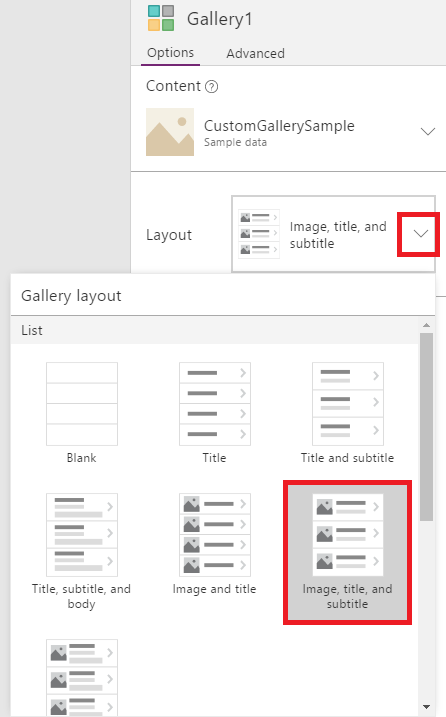 Gallery1
Options Advanced
Content ?
CustomGallerySample
Sample data
Layout
Image, title, and
subtitle
Gallery layout
List
Blank
Title
Title and subtitle
Title, subtitle, and
body
Image and title
Image, title, and
subtitle